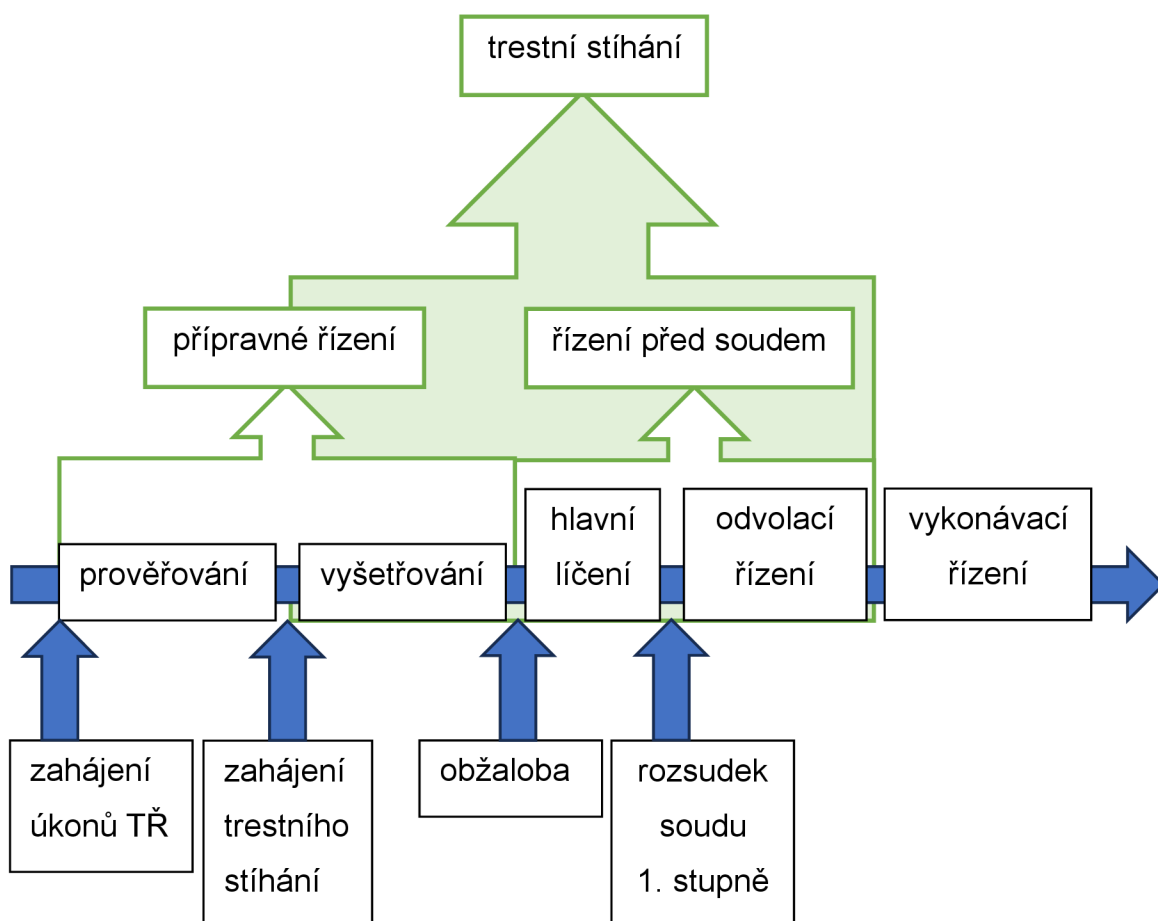 trestní stíhání
přípravné řízení
řízení před soudem
prověřování
vyšetřování
hlavní
líčení
odvolací
řízení
vykonávací
řízení
zahájení
úkonů TŘ
zahájení
trestního
stíhání
obžaloba
rozsudek
soudu
1. stupně